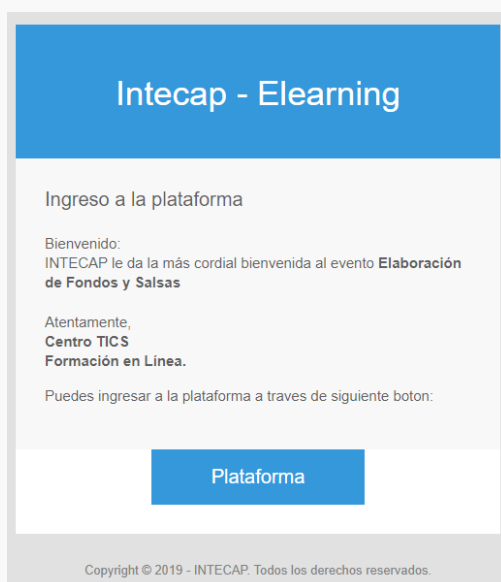 Intecap - Elearning
Ingreso a la plataforma
Bienvenido:
INTECAP le da la más cordial bienvenida al evento Elaboración
de Fondos y Salsas
Atentamente,
Centro TICS
Formación en Línea.
Puedes ingresar a la plataforma a traves de siguiente boton:
Plataforma
Copyright © 2019 - INTECAP. Todos los derechos reservados.